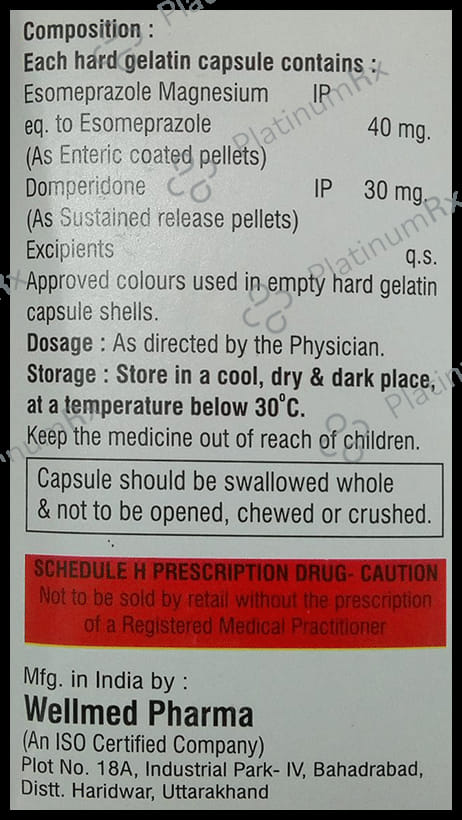 Composition :
Each hard gelatin capsule contains :
Esomeprazole Magnesium IP
eq. to Esomeprazole 40 mg.
(As Enteric coated pellets)
Domperidone IP 30 mg.
(As Sustained release pellets)
Excipients q.s.
Approved colours used in empty hard gelatin
capsule shells.
Dosage : As directed by the Physician.
Storage : Store in a cool, dry & dark place,
at a temperature below 30⁰C.
Keep the medicine out of reach of children.
Capsule should be swallowed whole
& not to be opened, chewed or crushed.
SCHEDULE H PRESCRIPTION DRUG- CAUTION
Not to be sold by retail without the prescription
of a Registered Medical Practitioner
Mfg. in India by :
Wellmed Pharma
(An ISO Certified Company)
Plot No. 18A, Industrial Park- IV, Bahadrabad,
Distt. Haridwar, Uttarakhand
PlatinumRx
PlatinumRx
PlatinumRx